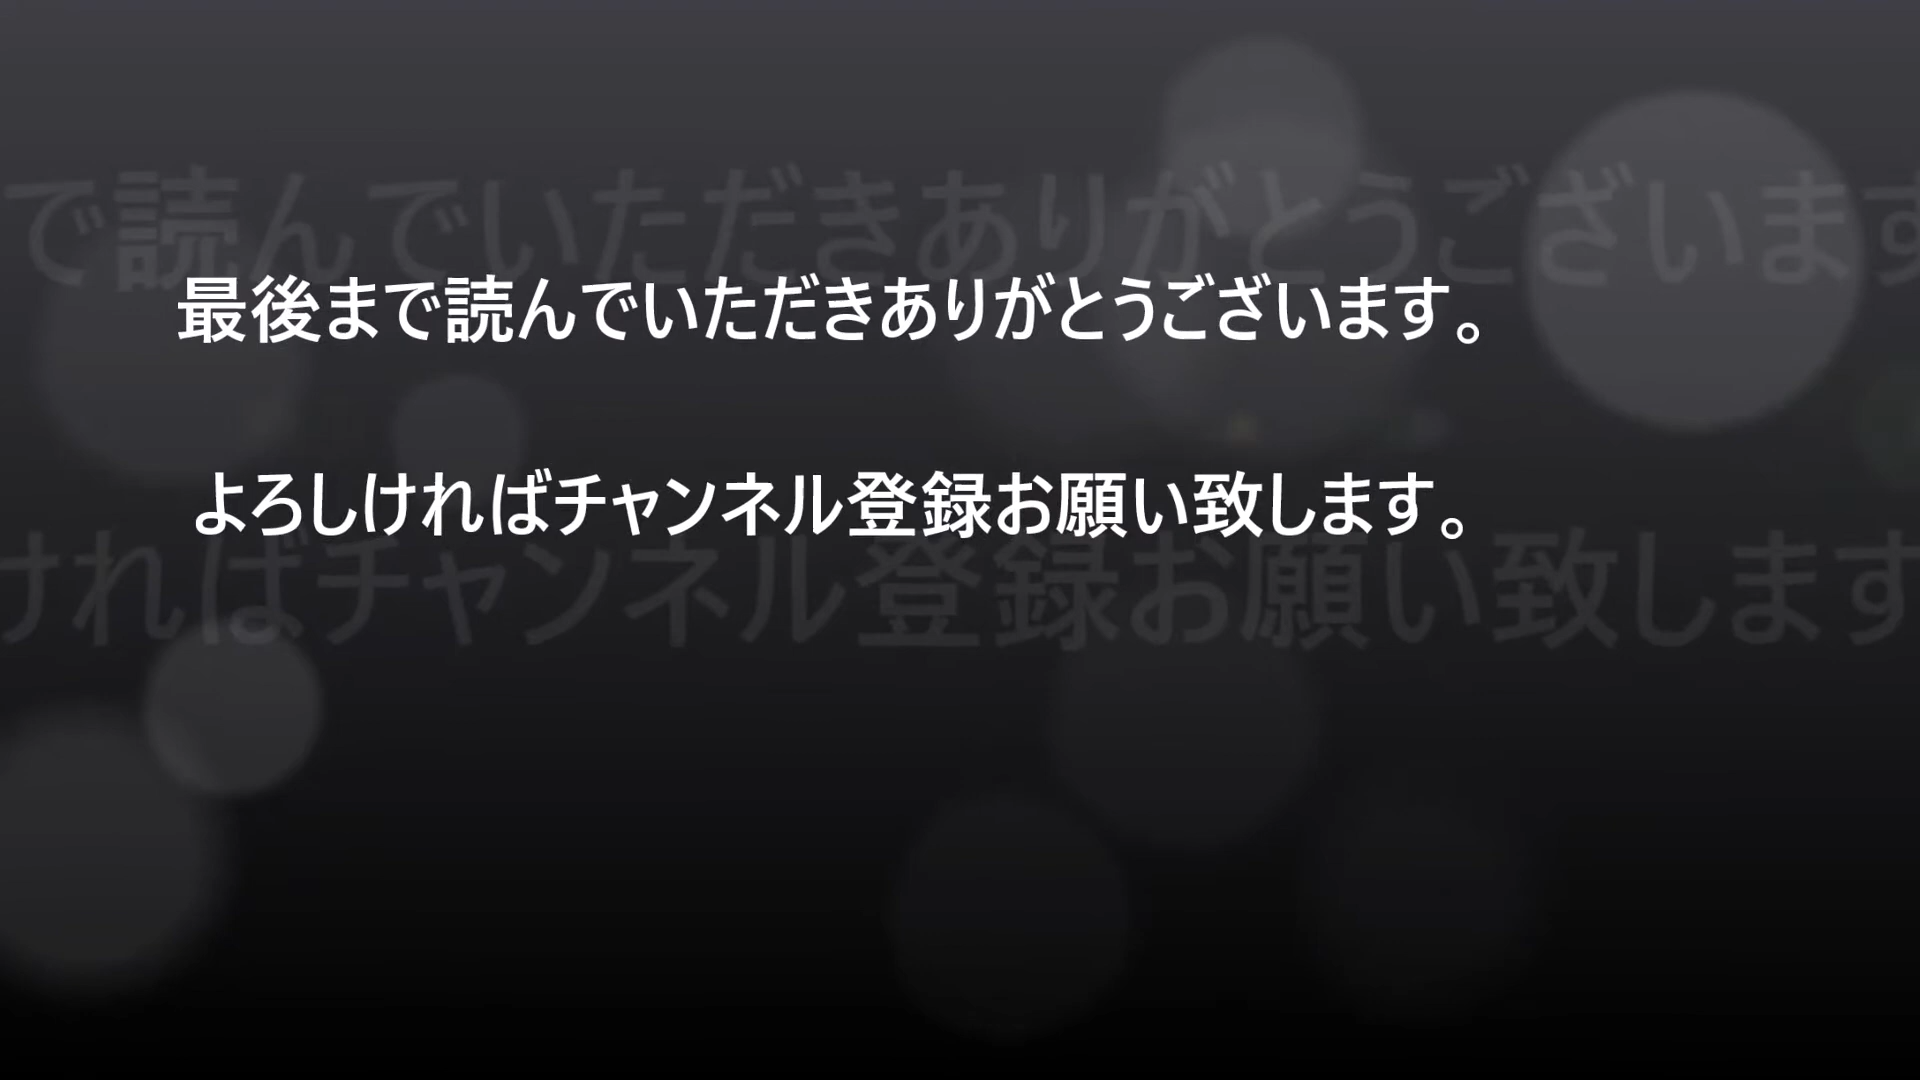 で読んでいただきありがとうございます
最後まで読んでいただきありがとうございます。
よろしければチャンネル登録お願い致します。
ければチャンネル登録お願い致します